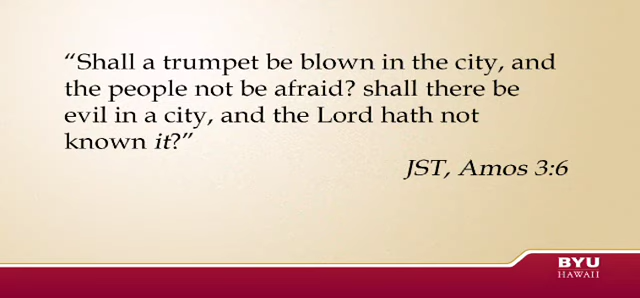 “Shall a trumpet be blown in the city, and
the people not be afraid? shall there be
evil in a city, and the Lord hath not
known it?”
JST, Amos 3:6
BYU
HAWAII